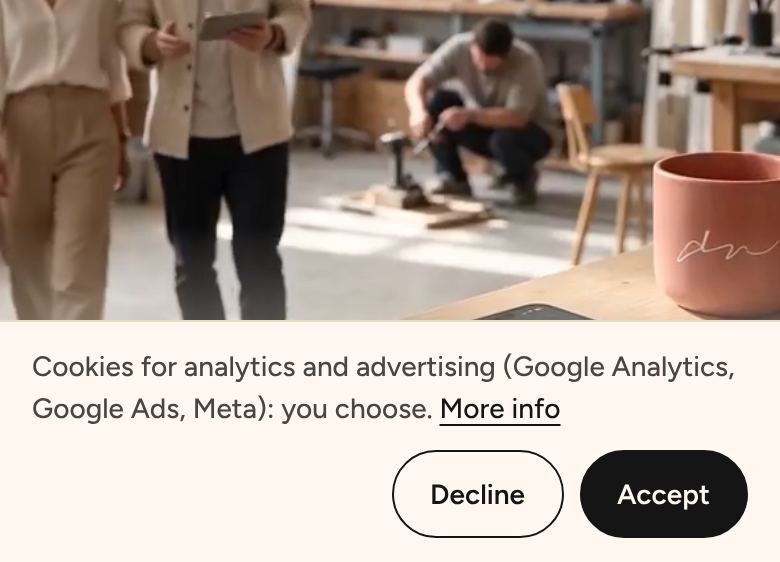 Cookies for analytics and advertising (Google Analytics,
Google Ads, Meta): you choose. More info
Decline
Accept